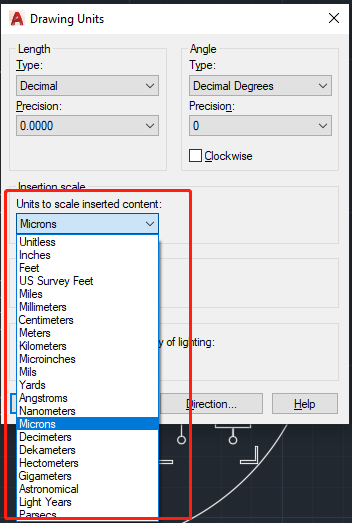 A Drawing Units
Length
Type:
Decimal
Precision:
0.0000
Angle
Type:
Decimal Degrees
Precision:
0
Clockwise
Insertion scale
Units to scale inserted content:
Microns
Unitless
Inches
Feet
US Survey Feet
Miles
Millimeters
Centimeters
Meters
Kilometers
Microinches
Mils
Yards
Angstroms
Nanometers
Microns
Decimeters
Dekameters
Hectometers
Gigameters
Astronomical
Light Years
Parsecs
y of lighting:
Direction...
Help